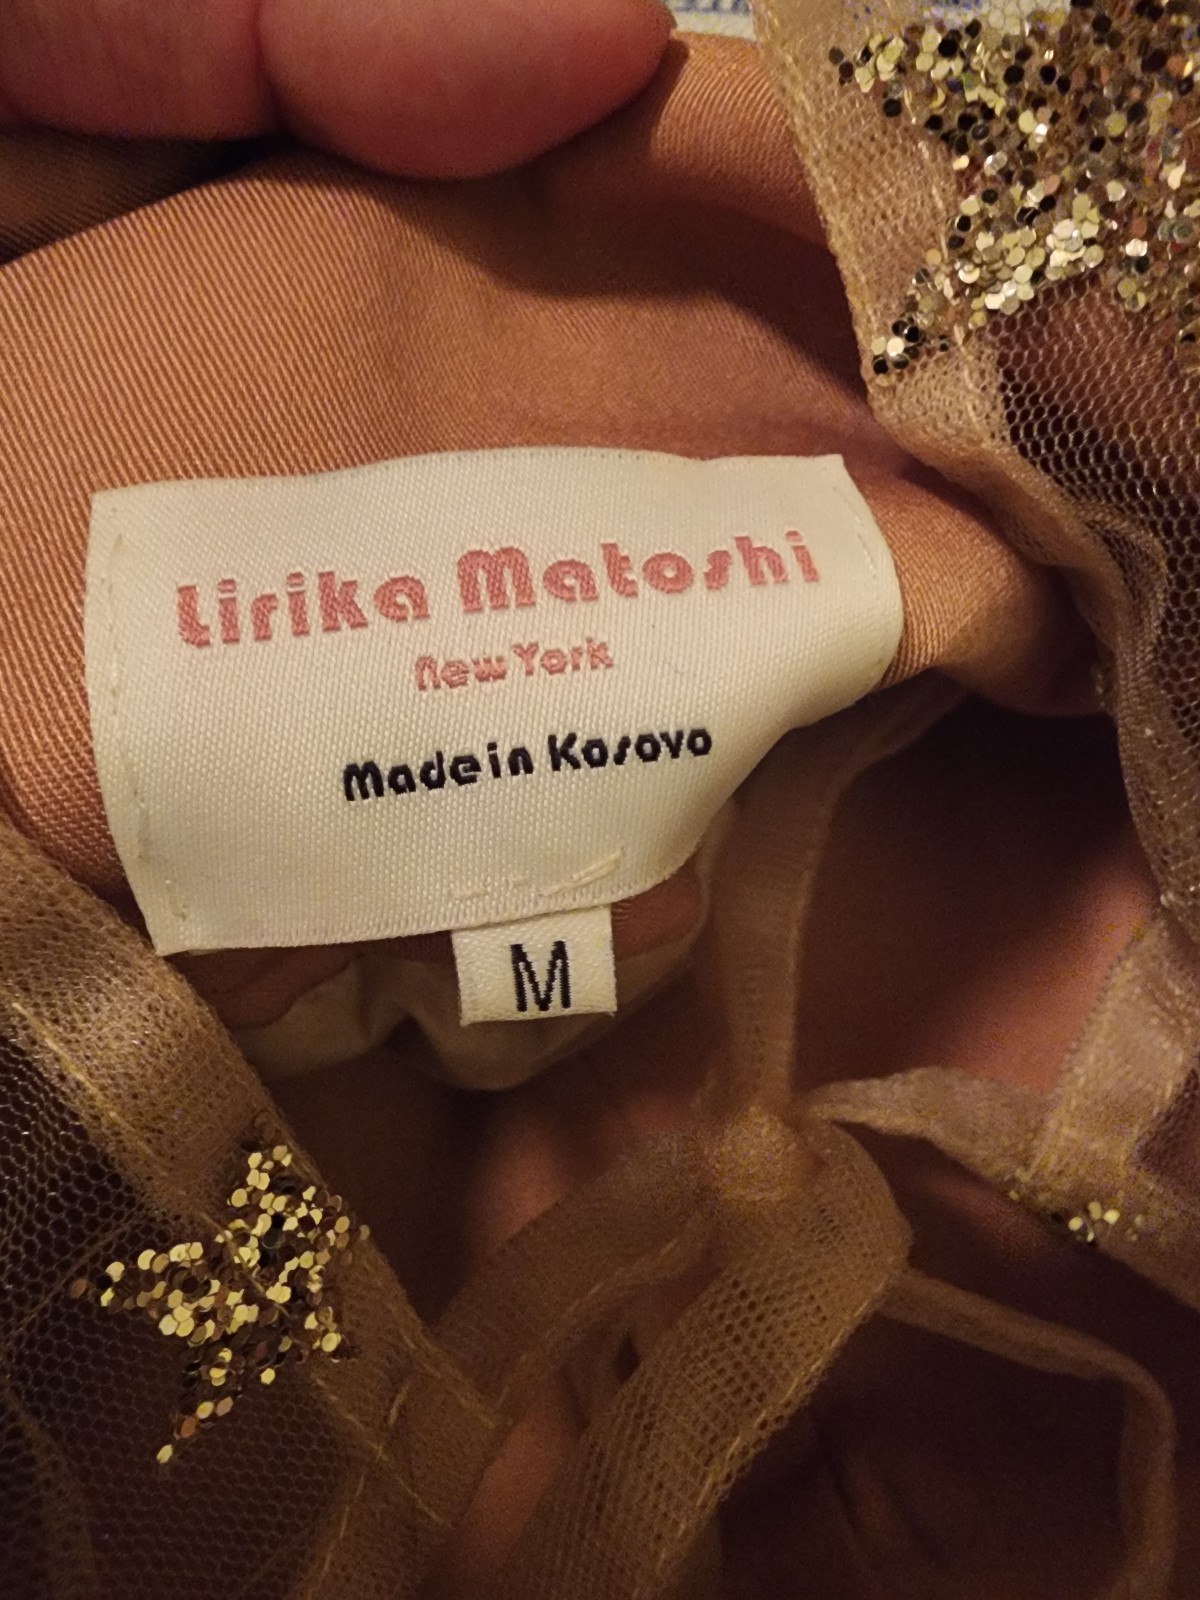 Lirika Matoshi
New York
Made in Kosovo
M